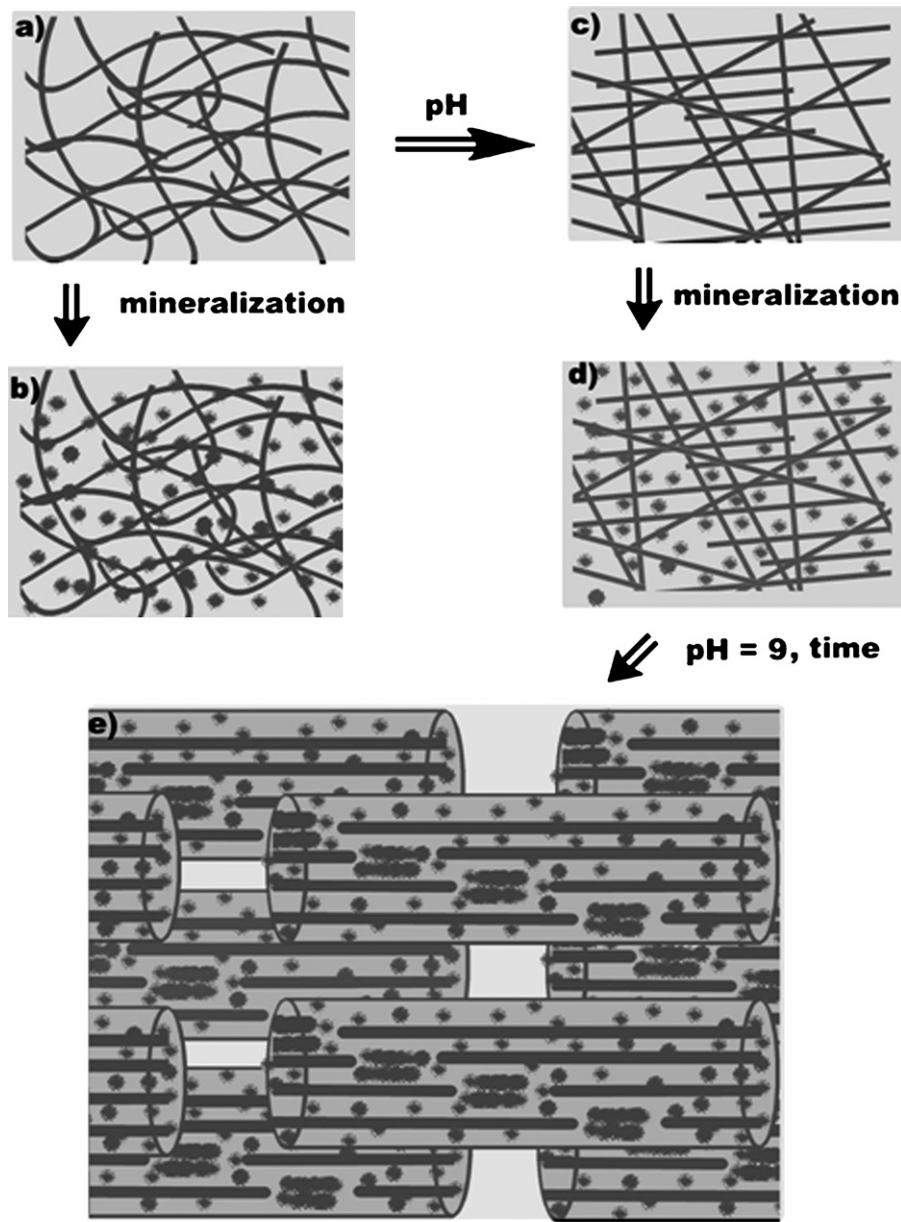 a)
c)
pH
mineralization
mineralization
b)
d)
pH = 9, time
e)